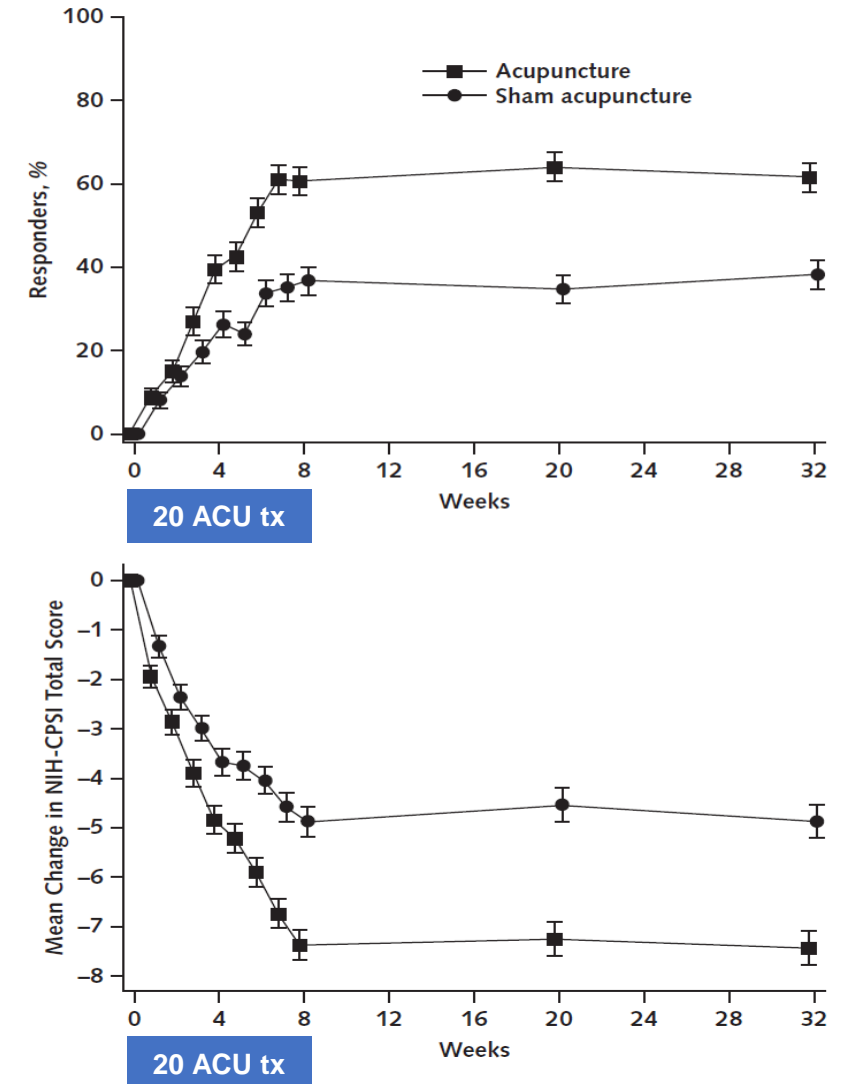 100
80
60
40
20
0
Responders, %
Acupuncture
Sham acupuncture
0 4 8 12 16 20 24 28 32
Weeks
20 ACU tx
0
–1
–2
–3
–4
–5
–6
–7
–8
Mean Change in NIH-CPSI Total Score
0 4 8 12 16 20 24 28 32
Weeks
20 ACU tx